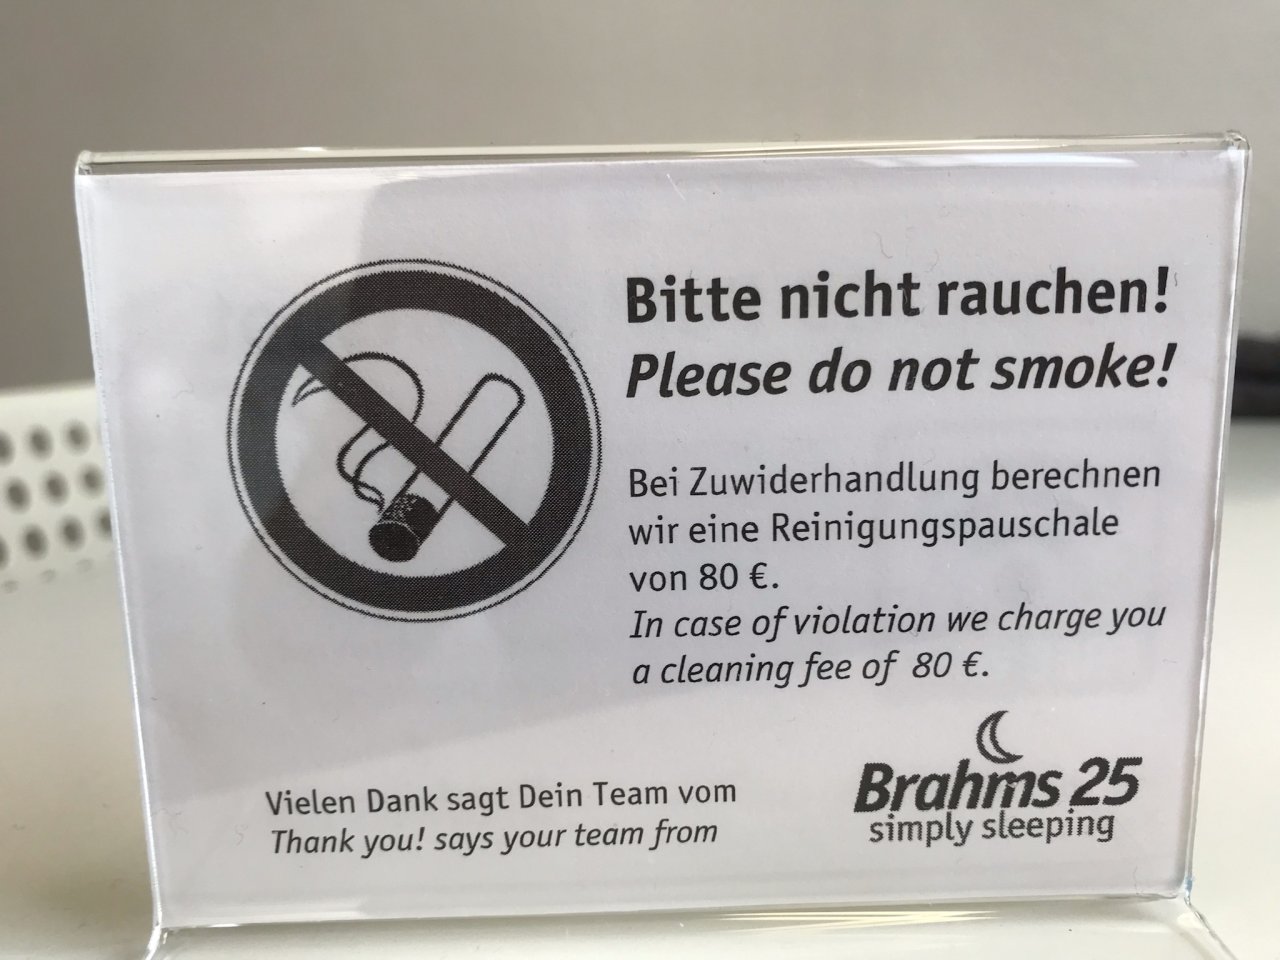 Bitte nicht rauchen!
Please do not smoke!
Bei Zuwiderhandlung berechnen
wir eine Reinigungspauschale
von 80 €.
In case of violation we charge you
a cleaning fee of 80 €.
Vielen Dank sagt Dein Team vom
Thank you! says your team from
Brahms 25
simply sleeping